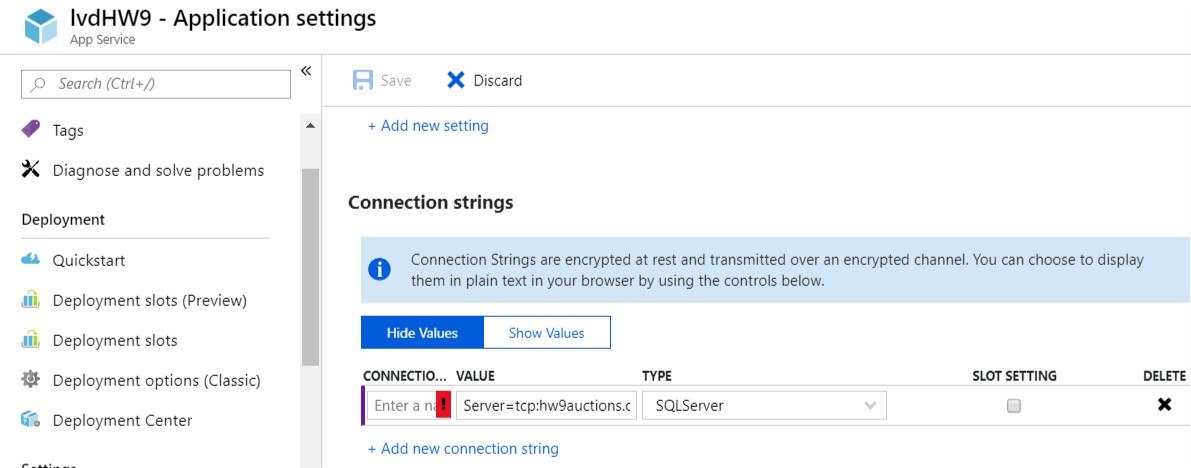 lvdHW9 - Application settings
App Service
Search (Ctrl+/)
«
Save
Discard
Tags
+ Add new setting
Diagnose and solve problems
Connection strings
Deployment
Quickstart
Connection Strings are encrypted at rest and transmitted over an encrypted channel. You can choose to display
them in plain text in your browser by using the controls below.
Deployment slots (Preview)
Hide Values
Show Values
Deployment slots
CONNECTIO... VALUE TYPE SLOT SETTING DELETE
Deployment options (Classic)
Enter a na ! Server=tcp:hw9auctions. SQLServer
Deployment Center
+ Add new connection string
Settings